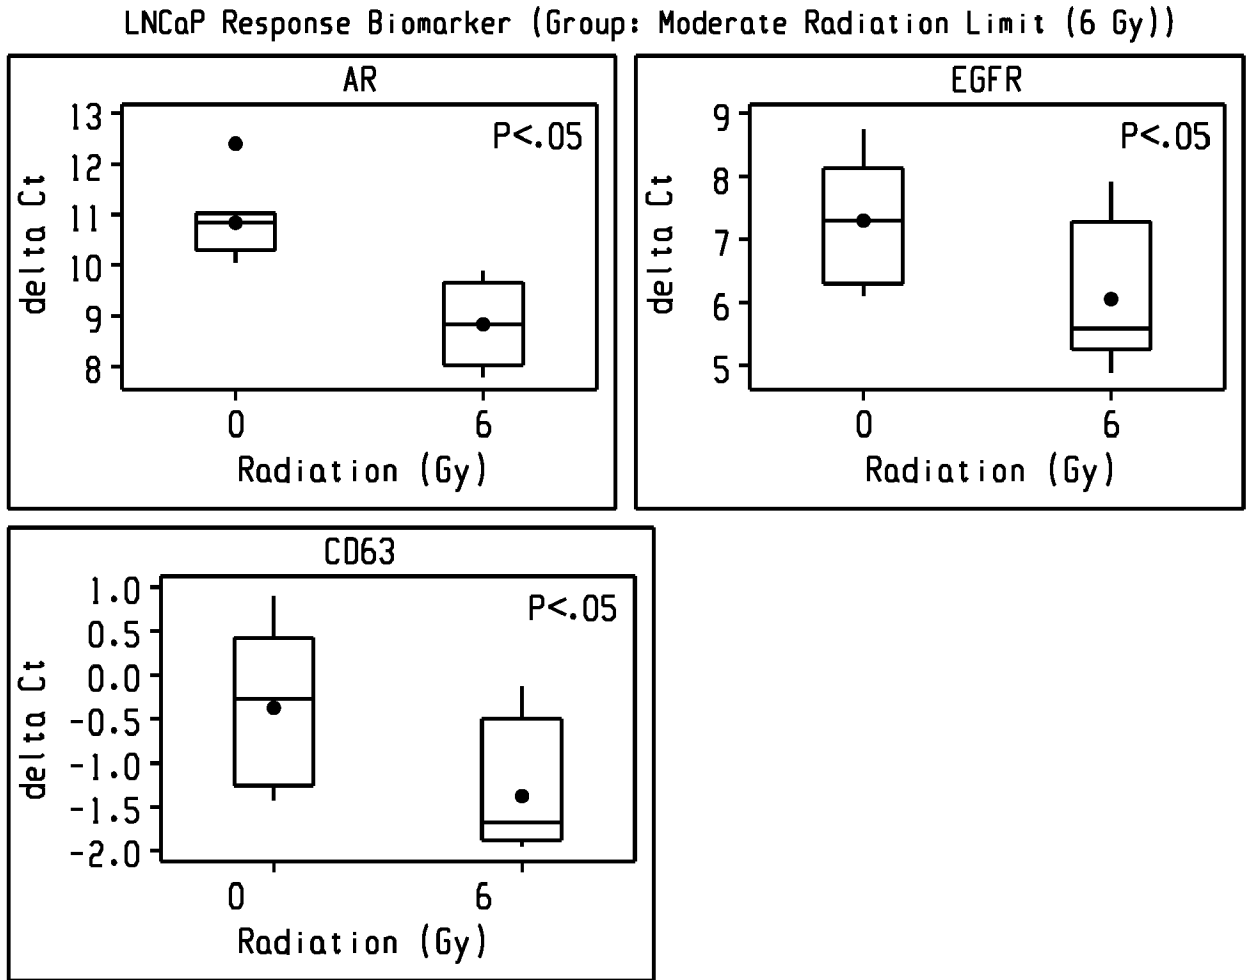 LNCaP Response Biomarker (Group: Moderate Radiation Limit (6 Gy))
AR
P<.05
13
12
11
10
9
8
delta Ct
0 6
Radiation (Gy)
EGFR
P<.05
9
8
7
6
5
delta Ct
0 6
Radiation (Gy)
CD63
P<.05
1.0
0.5
0.0
-0.5
-1.0
-1.5
-2.0
delta Ct
0 6
Radiation (Gy)